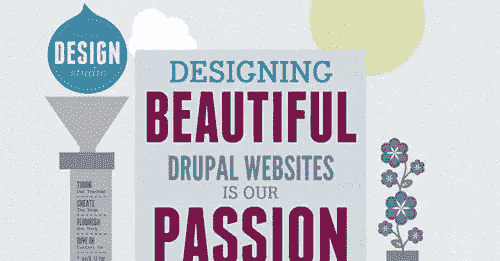 DESIGN
studio
DESIGNING
BEAUTIFUL
DRUPAL WEBSITES
IS OUR
PASSION
THINK
CREATE
FLOURISH